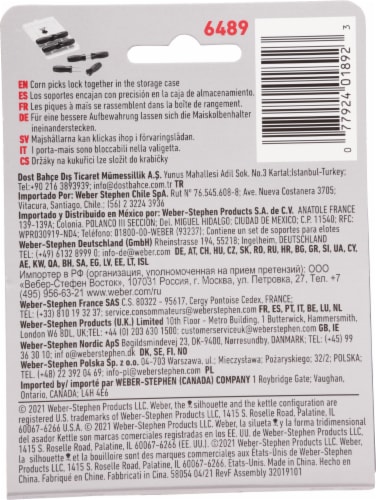 6489
0 77924 01892 3
EN Corn picks lock together in the storage case
ES Los soportes encajan con precisión en la caja de almacenamiento.
FR Les piques à maïs se rassemblent dans la boîte de rangement.
DE Für eine bessere Aufbewahrung lassen sich die Maiskolbenhalter
ineinanderstecken.
SV Majshållarna kan klickas ihop i förvaringslådan.
IT I porta-mais sono bloccabili nella valigetta.
CS Držáky na kukuřici lze složit do krabičky
Dost Bahçe Dış Ticaret Mümessillik A.Ş. Yunus Mahallesi Adil Sok. No.3 Kartal;Istanbul-Turkey;
Tel;+90 216 3893939; info@dostbahce.com.tr TR
Importado Por; Weber-Stephen Chile SpA. Rut N° 76.545.608-8; Ave. Nueva Costanera 3705;
Vitacura, Santiago, Chile.; (56) 2 3224 3936
Importado y Distribuido en México por: Weber-Stephen Products S.A. de C.V. ANATOLE FRANCE
139-139A; Colonia. POLANCO III SECCIÓN; DEL. MIGUEL HIDALGO; CIUDAD DE MÉXICO; C.P. 11540; RFC:
WPR030919-ND4; Teléfono 01800-00-WEBER (93237); Contiene un set con soportes para elotes
Weber-Stephen Deutschland (GmbH) Rheinstrasse 194, 55218; Ingelheim, DEUTSCHLAND
Tel; (+49) 6132 8999 0; info-de@weber.com DE, AT, CH, HU, CZ, SK, RO, RU, HR, BG, GR, SI, UA, CY,
AE, KW, QA, BH, SA, EG, LV, EE, LT, ISL
Импортер в РФ (организация, уполномоченная на прием претензий): ООО
«Вебер-Стефен Восток», 107031 Россия, г. Москва, ул. Петровка, д. 27, Тел. +7
(495) 956-63-21 www.weber.com/ru
Weber-Stephen France SAS C.S. 80322 - 95617, Cergy Pontoise Cedex, FRANCE;
Tel; (+33) 810 19 32 37; service.consommateurs@weberstephen.com FR, ES, PT, IT, BE, LU, NL
Weber-Stephen Products (U.K.) Limited 10th Floor - Metro Building, 1 Butterwick, Hammersmith,
London W6 8DL, UK Tel; +44 (0) 203 630 1500; customerserviceuk@weberstephen.com GB, IE
Weber-Stephen Nordic ApS Bøgildsmindevej 23, DK-9400, Nørresundby, DANMARK; TEL; (+45) 99
36 30 10; info@weberstephen.dk DK, SE, FI, NO
Weber-Stephen Polska Sp. z o.o. 04-703 Warszawa, ul.; Mieczysława; Pożaryskiego; 32/2; POLSKA;
TEL; (+48) 22 392 04 69; info-pl@weberstephen.com PL
Imported by/importé par WEBER-STEPHEN (CANADA) COMPANY 1 Roybridge Gate; Vaughan,
Ontario, CANADA; L4H 4E6
© 2021 Weber-Stephen Products LLC. Weber, the silhouette and the kettle configuration are
registered U.S. trademarks of Weber-Stephen Products LLC, 1415 S. Roselle Road, Palatine, IL
60067-6266 U.S.A. ©2021 Weber-Stephen Products LLC. Weber, la silueta y la forma tridimensional
del asador Kettle son marcas comerciales registradas en los EE. UU. de Weber-Stephen
Products LLC, 1415 S. Roselle Road, Palatine, IL 60067-6266, EE.UU. © 2021 Weber-Stephen Products LLC. Weber,
la silhouette et la bouilloire sont des marques commerciales aux États-Unis de Weber-Stephen
Products LLC, 1415 S. Roselle Road, Palatine, IL 60067-6266, États-Unis. Made in China. Hecho en
China. Fabriqué en Chine. Fabricado na China. 58054 04/21 RevF Assembly 32019101